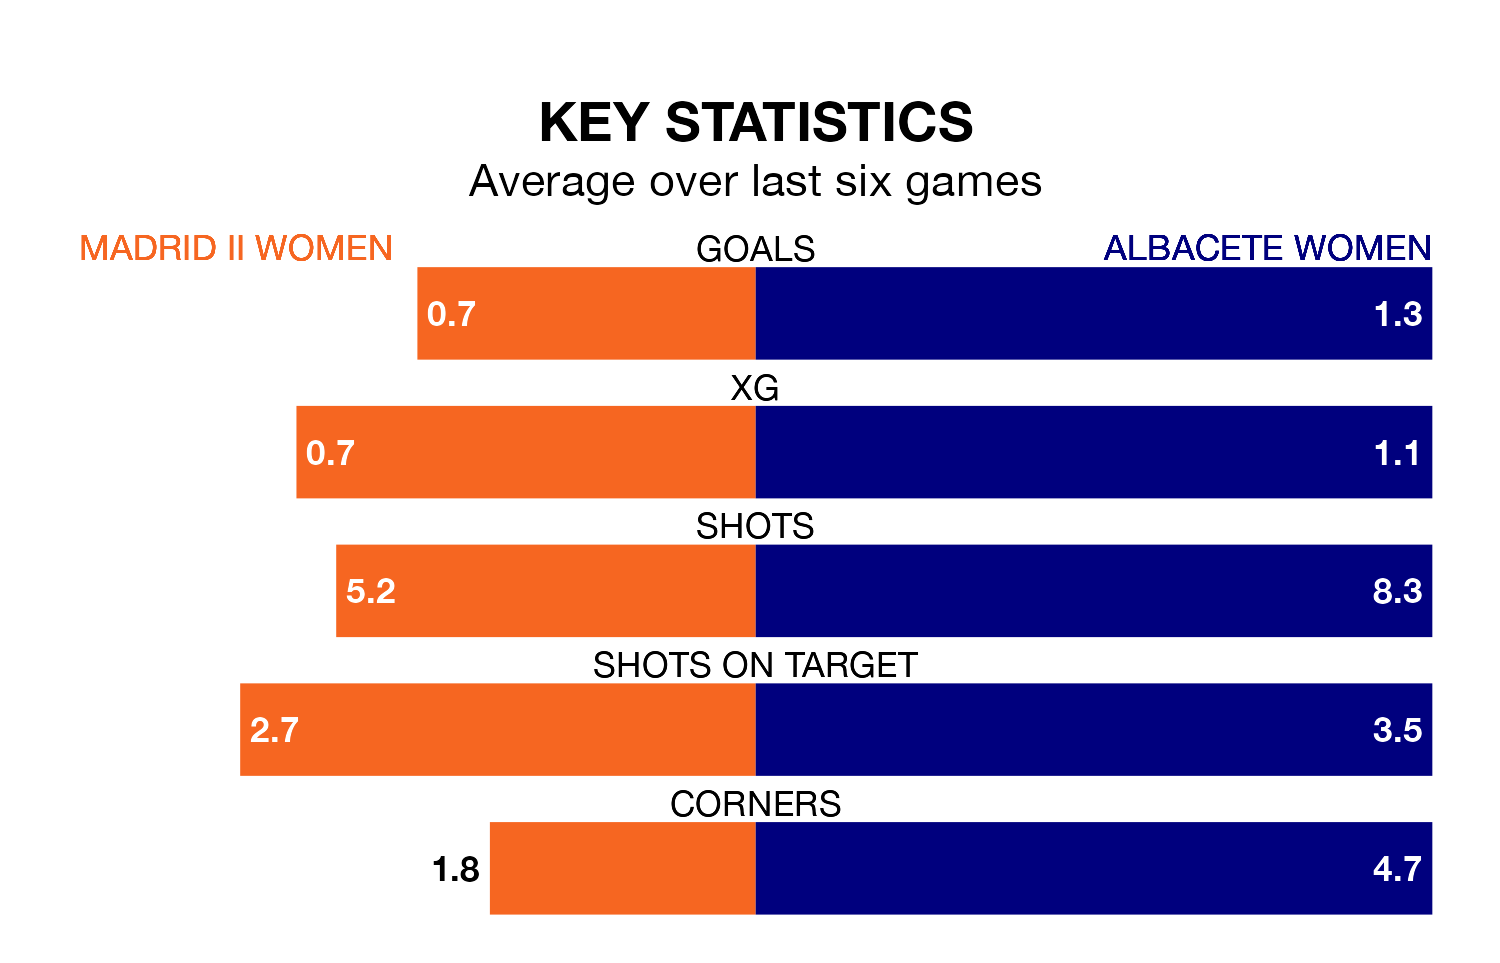 KEY STATISTICS
Average over last six games
MADRID II WOMEN
GOALS
ALBACETE WOMEN
0.7
1.3
XG
0.7
1.1
SHOTS
5.2
8.3
SHOTS ON TARGET
2.7
3.5
CORNERS
1.8
4.7